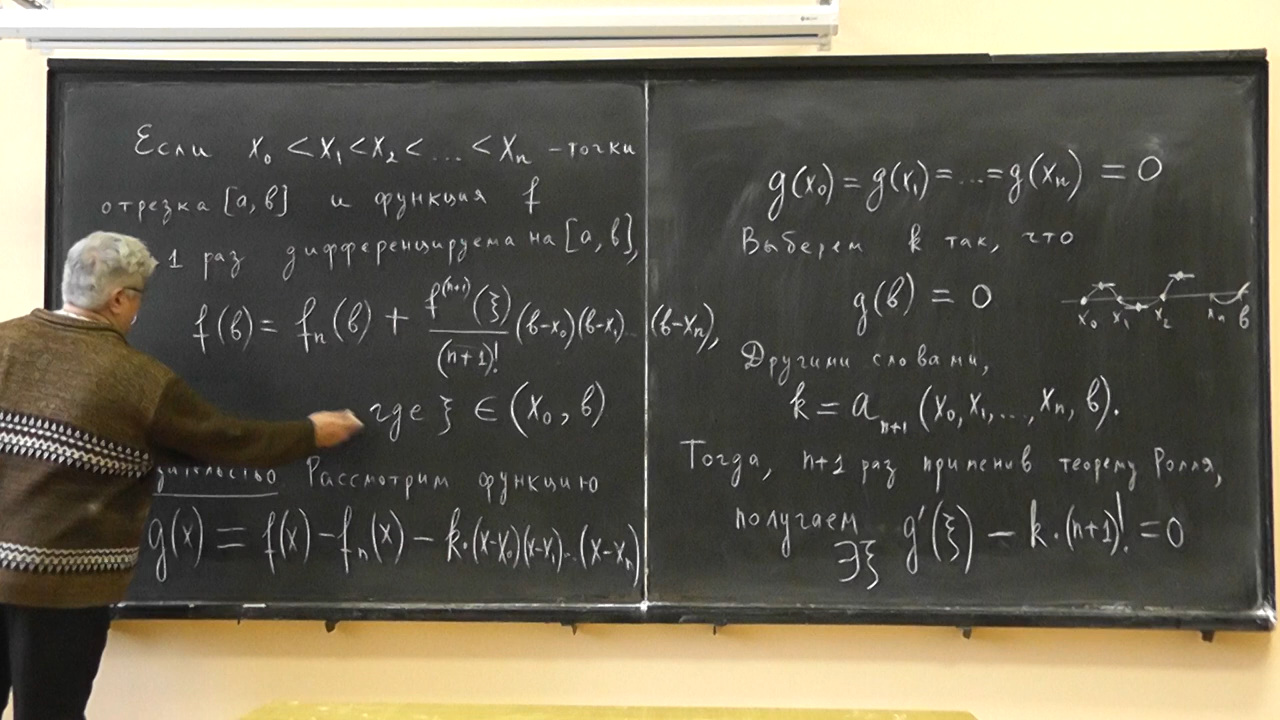 Если x₀ < x₁ < x₂ < ... < xₙ – точки
отрезка [a, b] и функция f
1 раз дифференцируема на [a, b],
f(b) = fₙ(b) + f⁽ⁿ⁺¹⁾(ξ)/(n+1)! (b-x₀)(b-x₁)...(b-xₙ),
где ξ ∈ (x₀, b)
Рассмотрим функцию
g(x) = f(x) - fₙ(x) - k·(x-x₀)(x-x₁)...(x-xₙ)
g(x₀) = g(x₁) = ... = g(xₙ) = 0
Выберем k так, что
g(b) = 0
x₀ x₁ x₂ xₙ b
Другими словами,
k = aₙ₊₁ (x₀, x₁, ..., xₙ, b).
Тогда, n+1 раз применив теорему Ролля,
получаем
∃ξ g'(ξ) - k·(n+1)! = 0